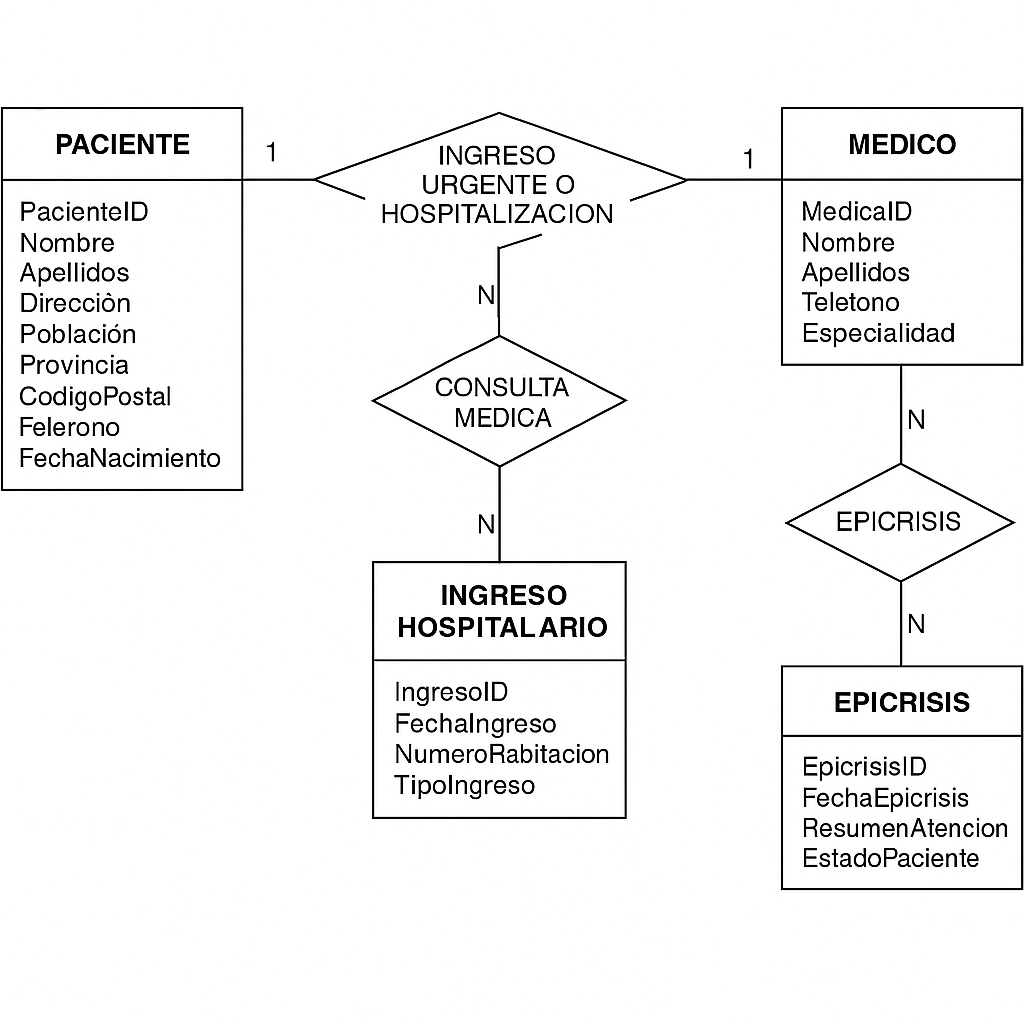 PACIENTE
PacienteID
Nombre
Apellidos
Direcciôn
Población
Provincia
CodigoPostal
Felerono
FechaNacimiento
1
INGRESO
URGENTE O
HOSPITALIZACION
1
MEDICO
MedicaID
Nombre
Apellidos
Teletono
Especialidad
N
CONSULTA
MEDICA
N
INGRESO
HOSPITALARIO
IngresoID
FechaIngreso
NumeroRabitacion
TipoIngreso
N
EPICRISIS
N
EPICRISIS
EpicrisisID
FechaEpicrisis
ResumenAtencion
EstadoPaciente